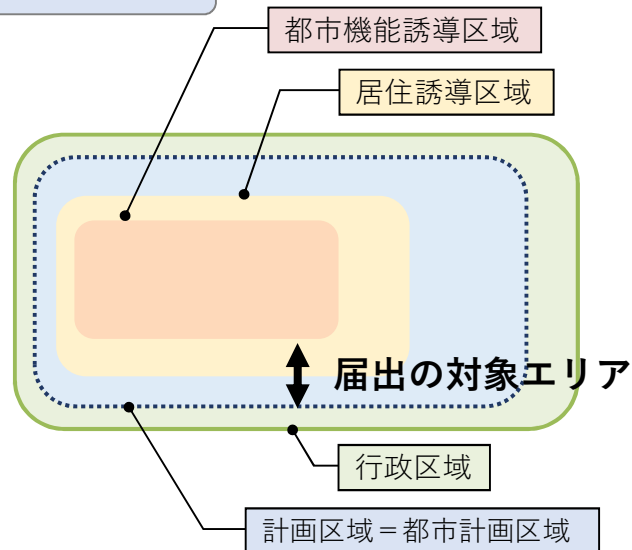 都市機能誘導区域
居住誘導区域
届出の対象エリア
行政区域
計画区域＝都市計画区域